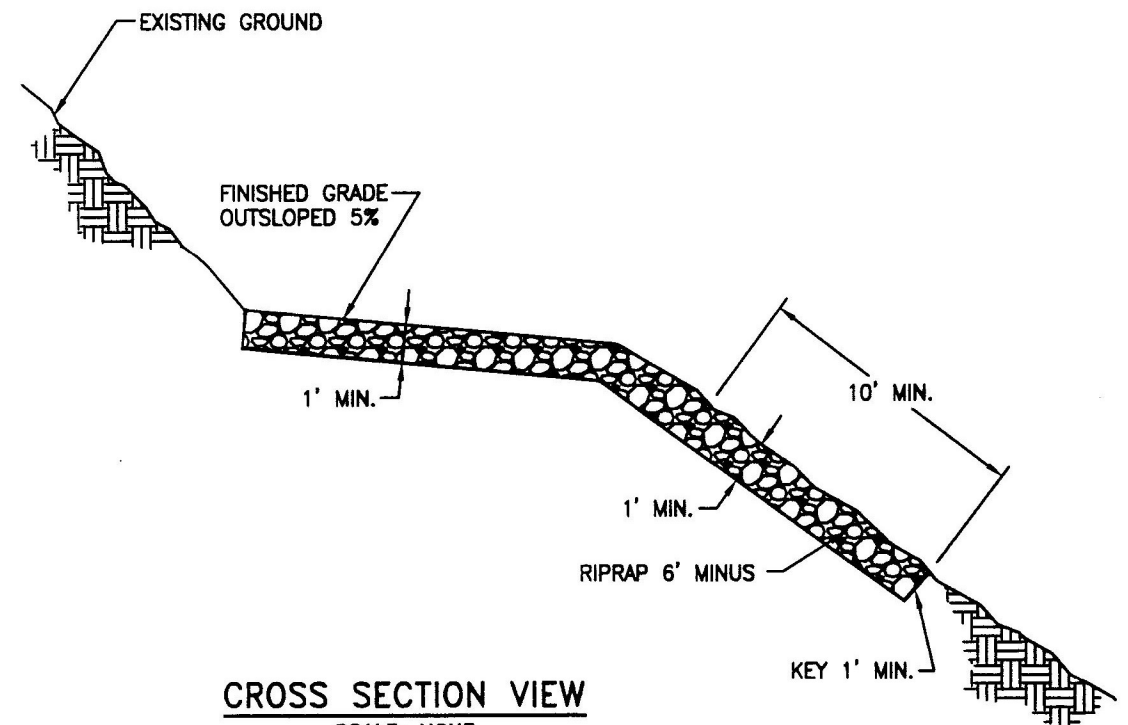 EXISTING GROUND
FINISHED GRADE
OUTSLOPED 5%
1' MIN.
10' MIN.
1' MIN.
RIPRAP 6' MINUS
KEY 1' MIN.
CROSS SECTION VIEW